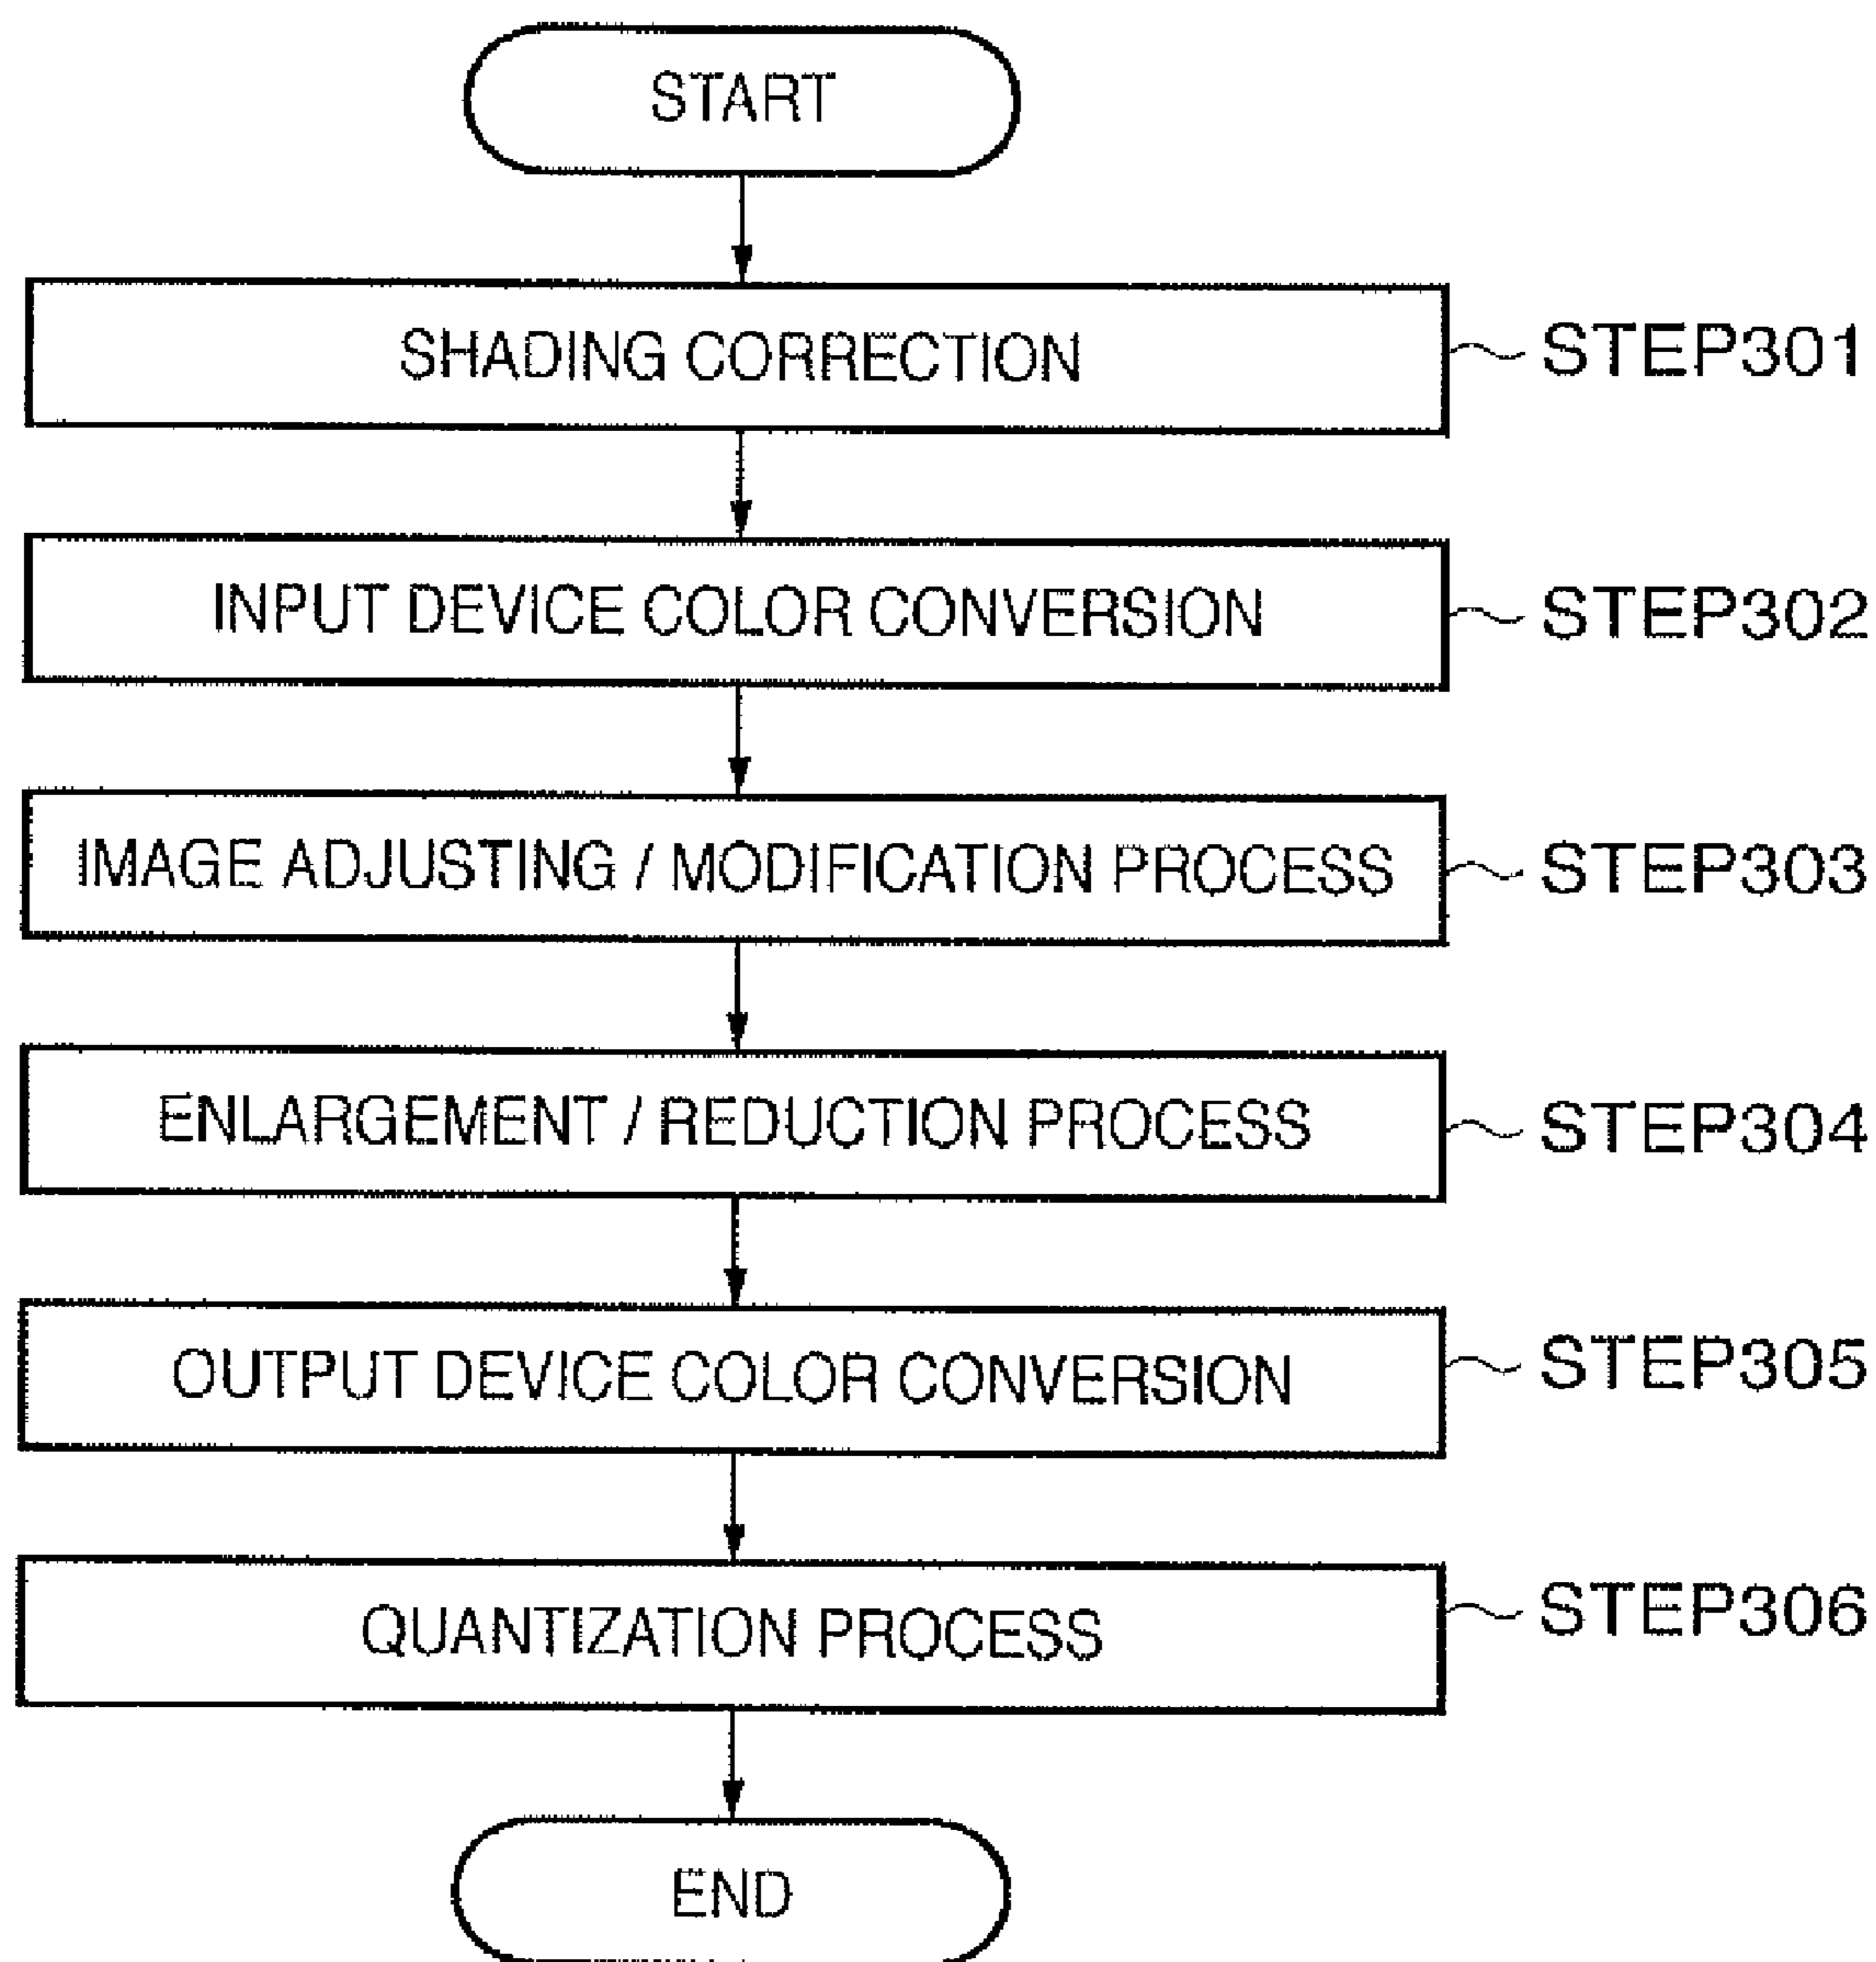 START
SHADING CORRECTION
STEP301
INPUT DEVICE COLOR CONVERSION
STEP302
IMAGE ADJUSTING / MODIFICATION PROCESS
STEP303
ENLARGEMENT / REDUCTION PROCESS
STEP304
OUTPUT DEVICE COLOR CONVERSION
STEP305
QUANTIZATION PROCESS
STEP306
END